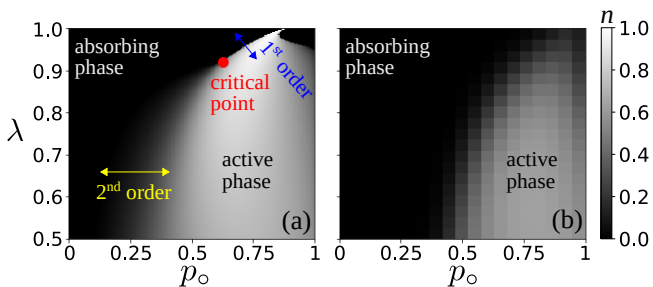 n
1.0
0.9
0.8
0.7
0.6
0.5
λ
absorbing
phase
1st order
critical
point
active
phase
2nd order
(a)
0
0.25
0.5
0.75
1
p○
absorbing
phase
active
phase
(b)
0
0.25
0.5
0.75
1
p○
1.0
0.8
0.6
0.4
0.2
0.0